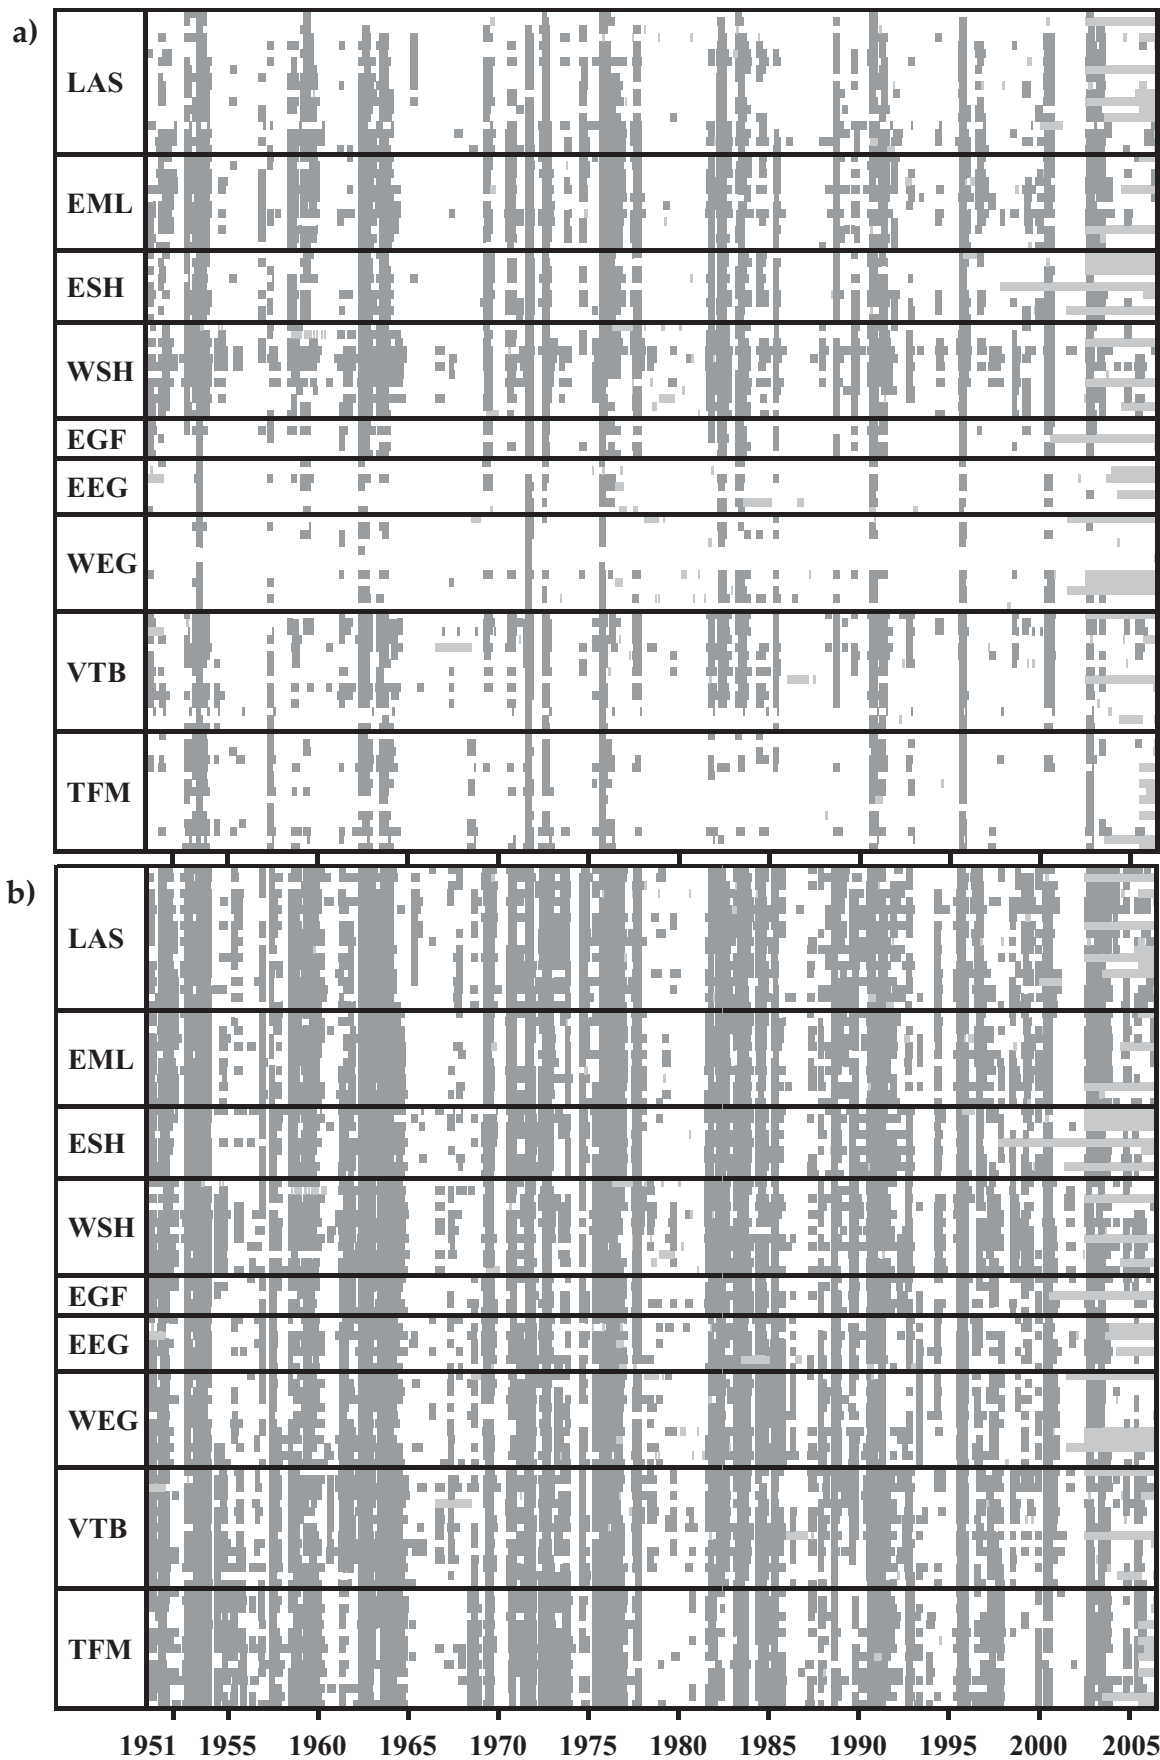 a)
LAS
EML
ESH
WSH
EGF
EEG
WEG
VTB
TFM
b)
LAS
EML
ESH
WSH
EGF
EEG
WEG
VTB
TFM
1951 1955 1960 1965 1970 1975 1980 1985 1990 1995 2000 2005